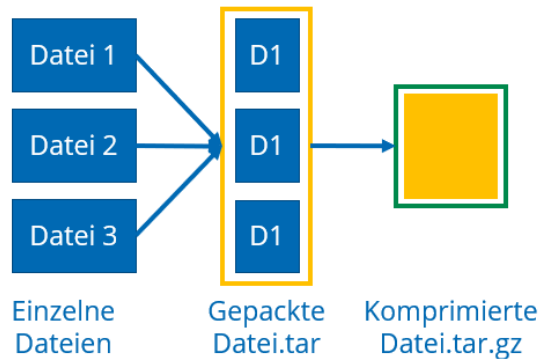 Datei 1
D1
Datei 2
D1
Datei 3
D1
Einzelne
Dateien
Gepackte
Datei.tar
Komprimierte
Datei.tar.gz